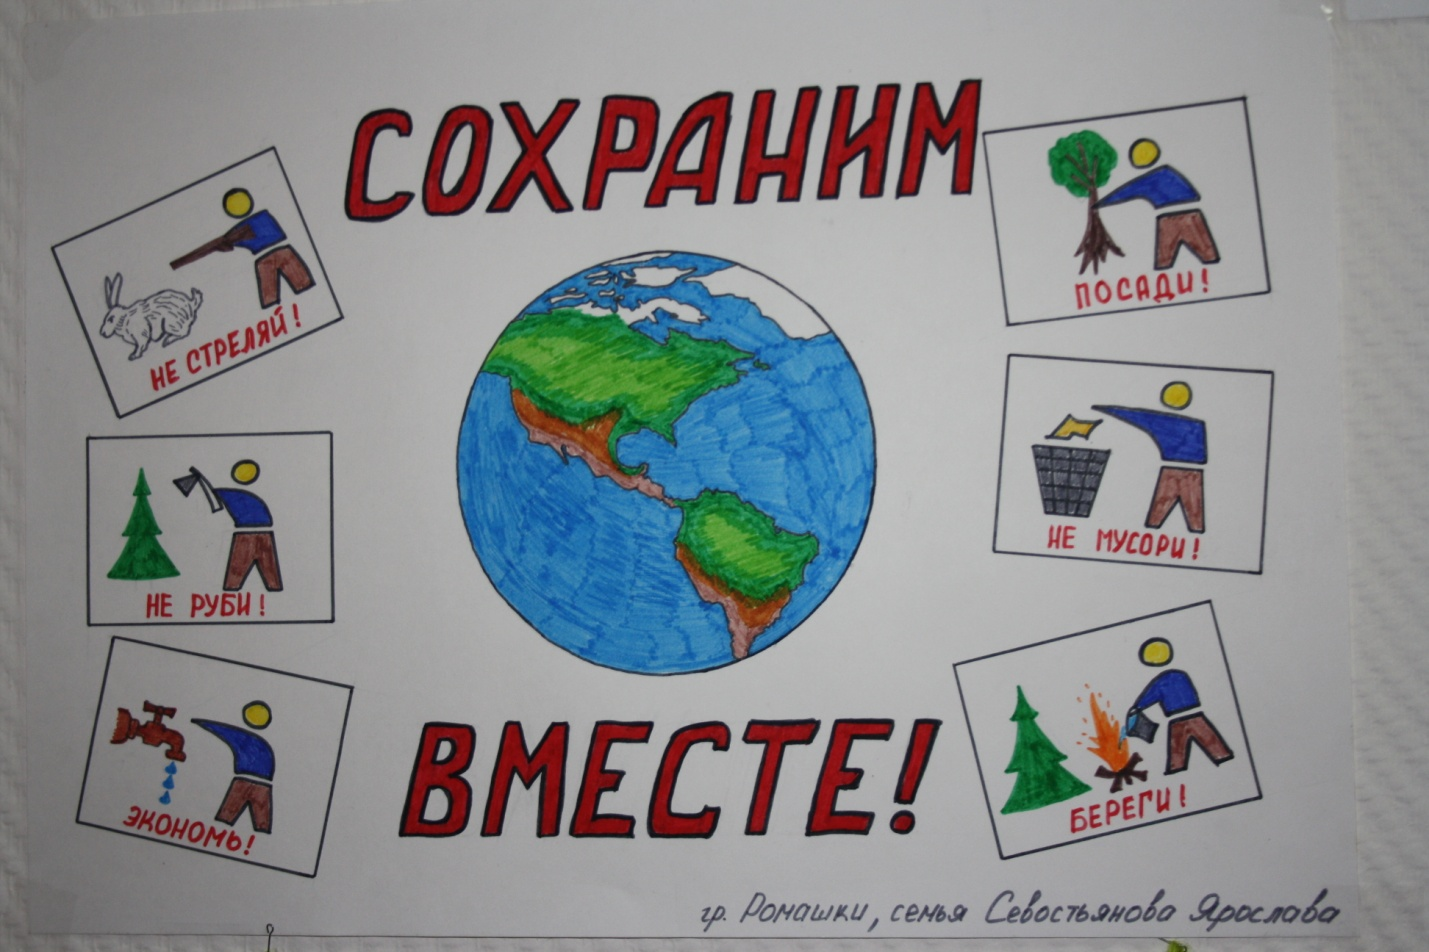 СОХРАНИМ
НЕ СТРЕЛЯЙ!
ПОСАДИ!
НЕ РУБИ!
НЕ МУСОРИ!
ЭКОНОМЬ!
БЕРЕГИ!
ВМЕСТЕ!
гр. Ромашки, семья Севостьянова Ярослава